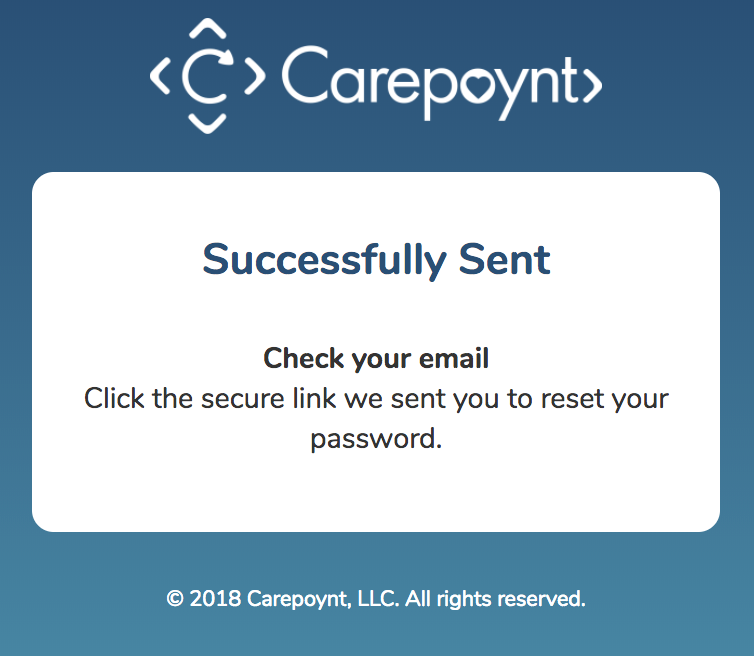 Carepoynt
Successfully Sent
Check your email
Click the secure link we sent you to reset your
password.
© 2018 Carepoynt, LLC. All rights reserved.